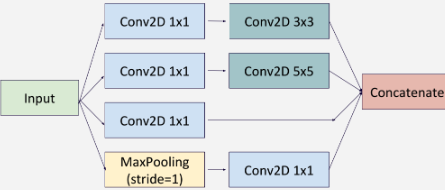 Conv2D 1x1
Conv2D 3x3
Conv2D 1x1
Conv2D 5x5
Input
Concatenate
Conv2D 1x1
MaxPooling
(stride=1)
Conv2D 1x1